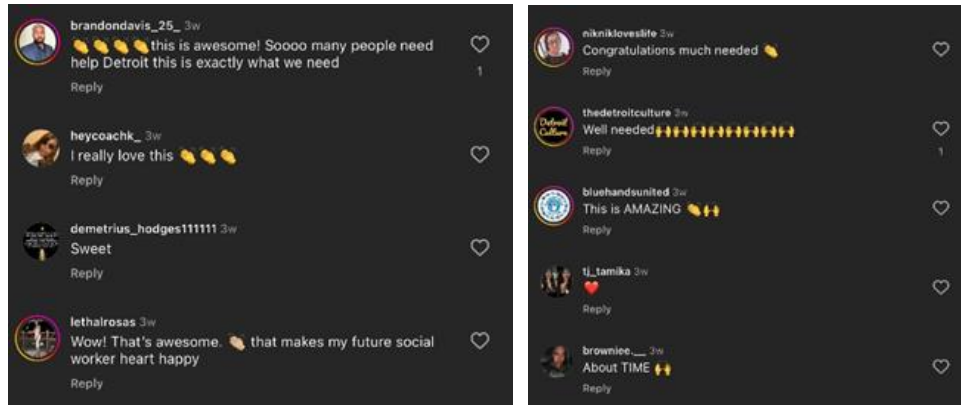 brandondavis_25_ 3w
👏👏👏👏this is awesome! Soooo many people need
help Detroit this is exactly what we need
1
Reply
heycoachk_ 3w
I really love this 👏👏👏
Reply
demetrius_hodges111111 3w
Sweet
Reply
lethalrosas 3w
Wow! That's awesome. 👏🏻 that makes my future social
worker heart happy
Reply
niknikloveslife 3w
Congratulations much needed 👏
Reply
Detroit
Culture
thedetroitculture 3w
Well needed🙌🙌🙌🙌🙌🙌🙌🙌
Reply
1
bluehandsunited 3w
This is AMAZING 👏🙌
Reply
tj_tamika 3w
❤️
Reply
browniee.__ 3w
About TIME 🙌
Reply